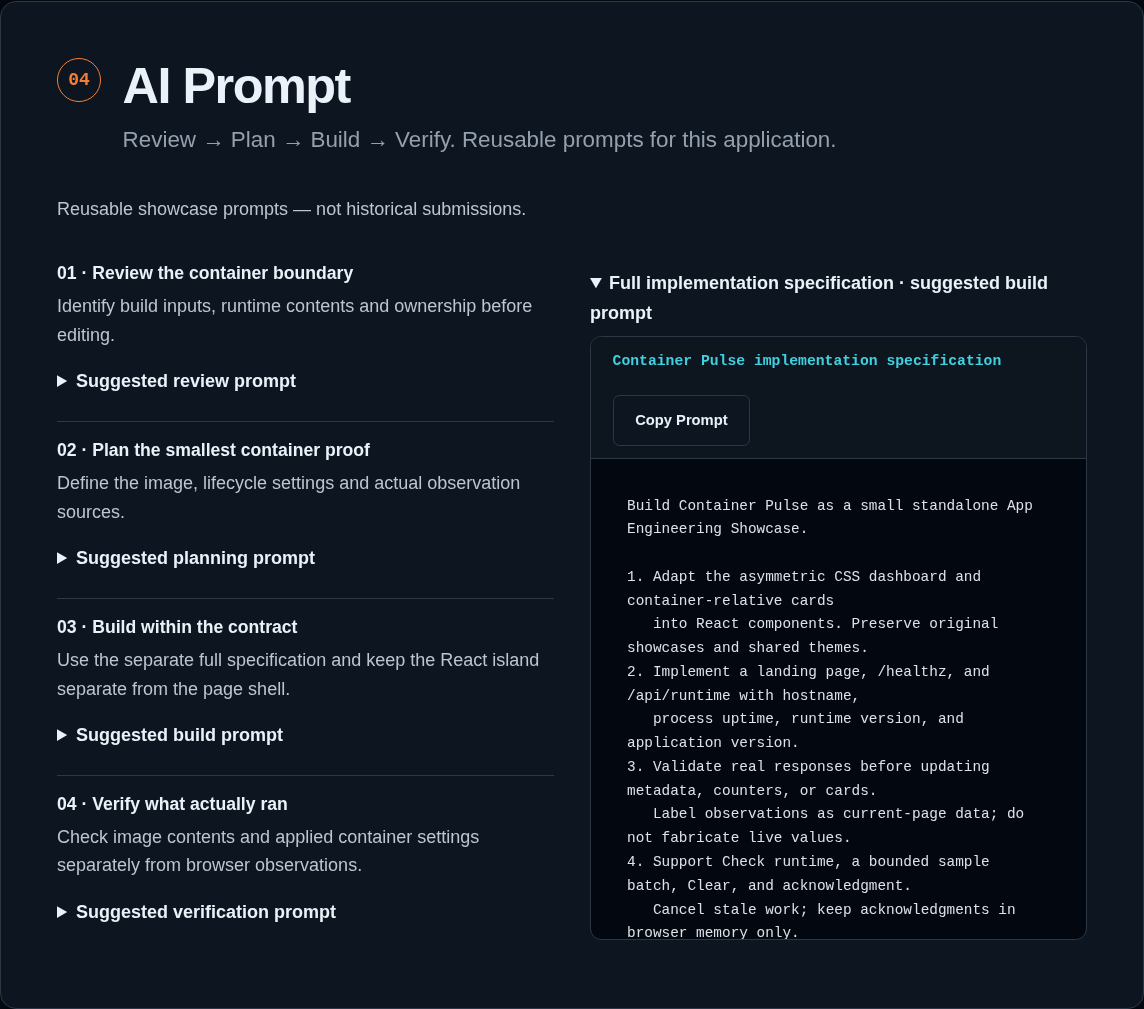 04
AI Prompt
Review → Plan → Build → Verify. Reusable prompts for this application.
Reusable showcase prompts — not historical submissions.
01 · Review the container boundary
Identify build inputs, runtime contents and ownership before
editing.
▶ Suggested review prompt
02 · Plan the smallest container proof
Define the image, lifecycle settings and actual observation
sources.
▶ Suggested planning prompt
03 · Build within the contract
Use the separate full specification and keep the React island
separate from the page shell.
▶ Suggested build prompt
04 · Verify what actually ran
Check image contents and applied container settings
separately from browser observations.
▶ Suggested verification prompt
▼ Full implementation specification · suggested build
prompt
Container Pulse implementation specification
Copy Prompt
Build Container Pulse as a small standalone App
Engineering Showcase.
1. Adapt the asymmetric CSS dashboard and
container-relative cards
into React components. Preserve original
showcases and shared themes.
2. Implement a landing page, /healthz, and
/api/runtime with hostname,
process uptime, runtime version, and
application version.
3. Validate real responses before updating
metadata, counters, or cards.
Label observations as current-page data; do
not fabricate live values.
4. Support Check runtime, a bounded sample
batch, Clear, and acknowledgment.
Cancel stale work; keep acknowledgments in
browser memory only.